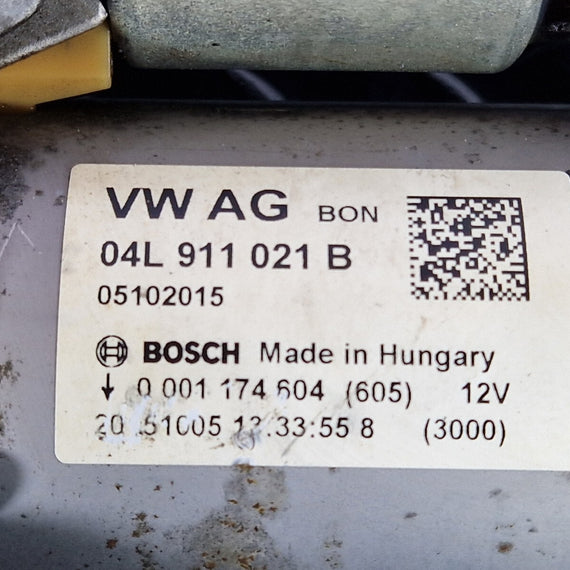 VW AG BON
04L 911 021 B
05102015
BOSCH Made in Hungary
↓ 0 001 174 604 (605) 12V
8 (3000)